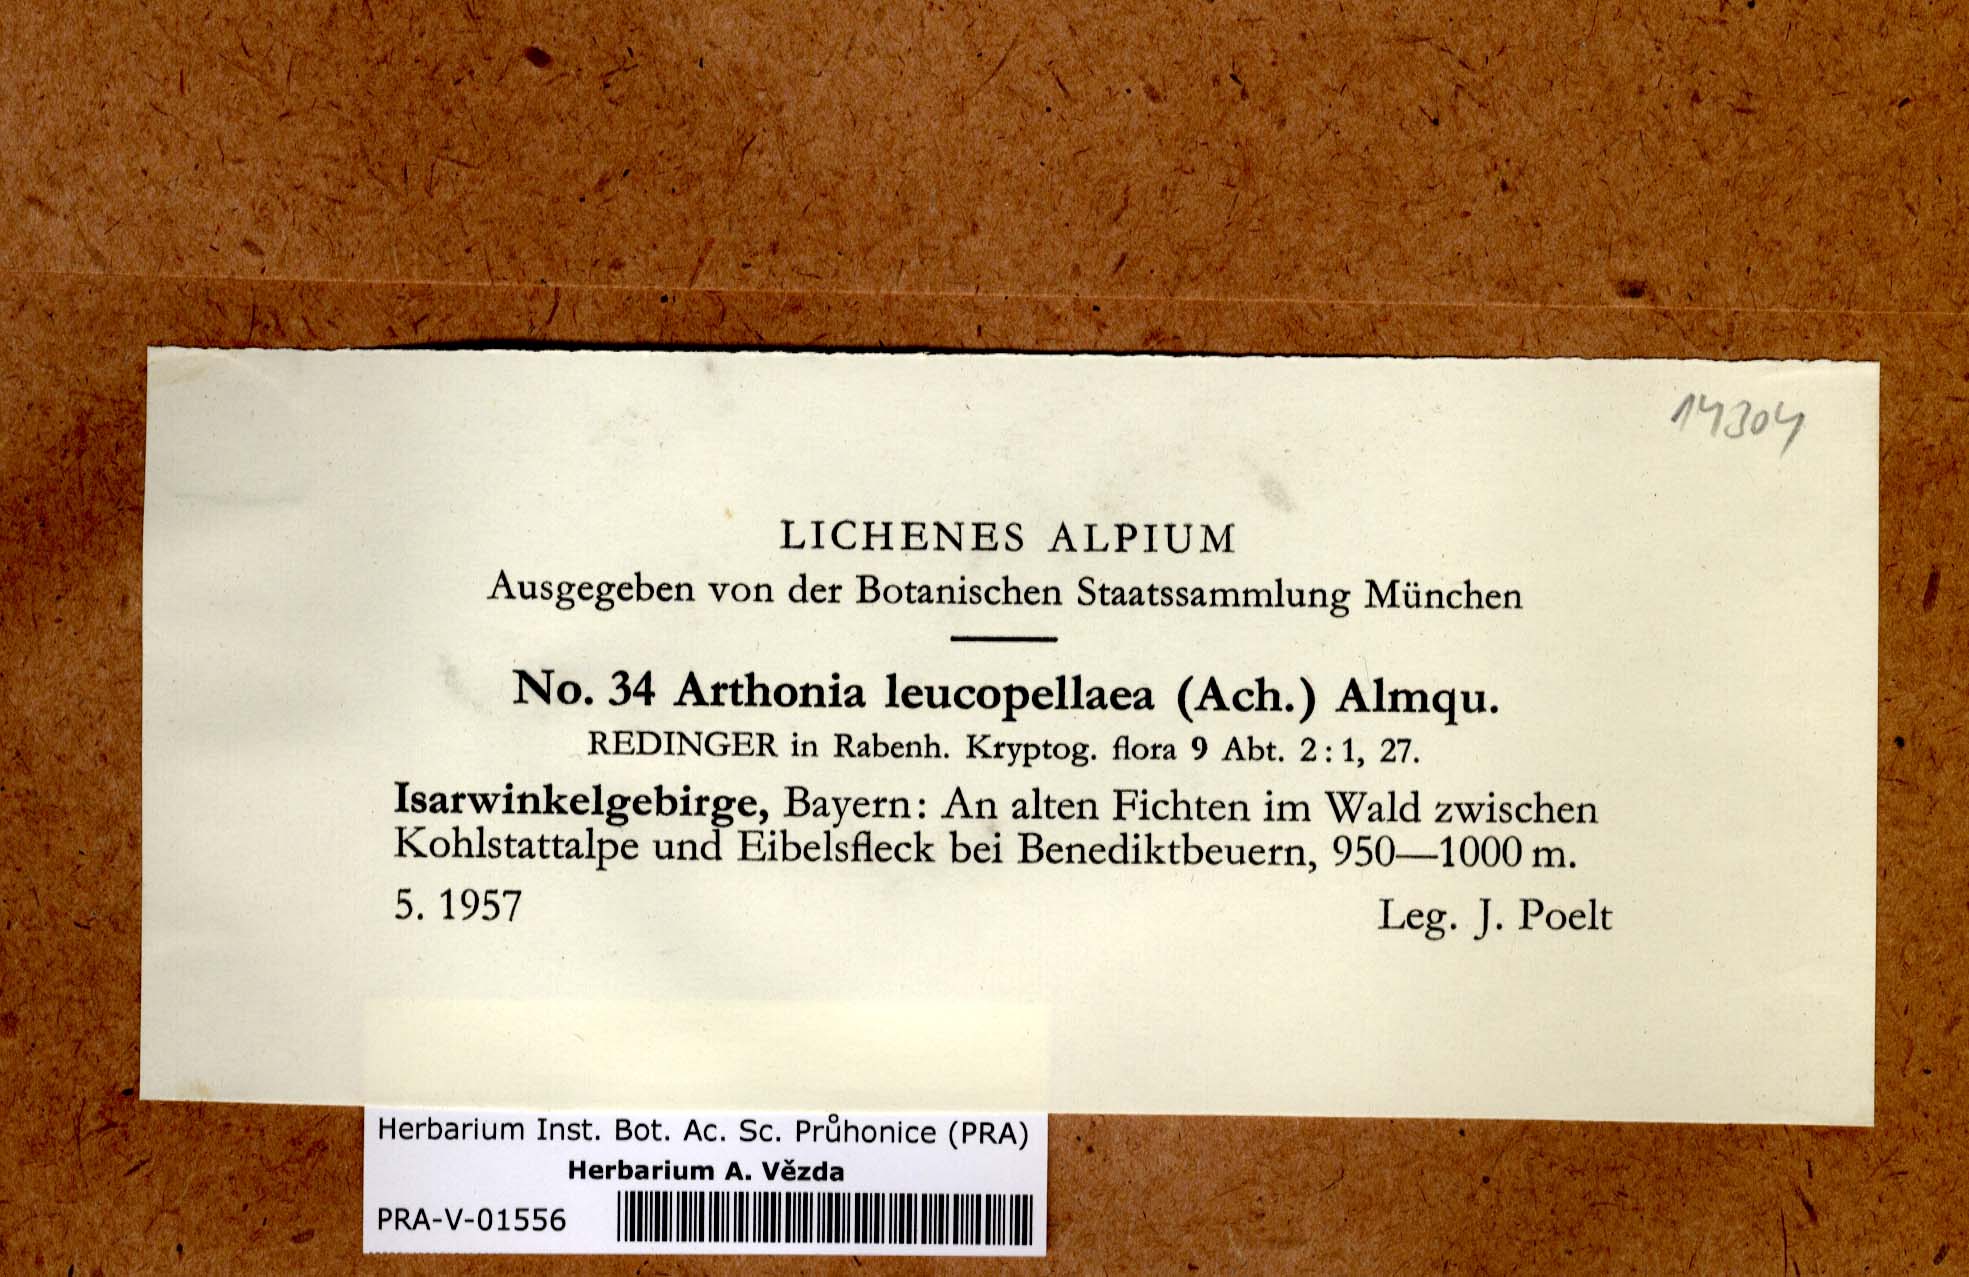 14304
LICHENES ALPIUM
Ausgegeben von der Botanischen Staatssammlung München
No. 34 Arthonia leucopellaea (Ach.) Almqu.
REDINGER in Rabenh. Kryptog. flora 9 Abt. 2 : 1, 27.
Isarwinkelgebirge, Bayern: An alten Fichten im Wald zwischen
Kohlstattalpe und Eibelsfleck bei Benediktbeuern, 950—1000 m.
5. 1957 Leg. J. Poelt
Herbarium Inst. Bot. Ac. Sc. Průhonice (PRA)
Herbarium A. Vězda
PRA-V-01556